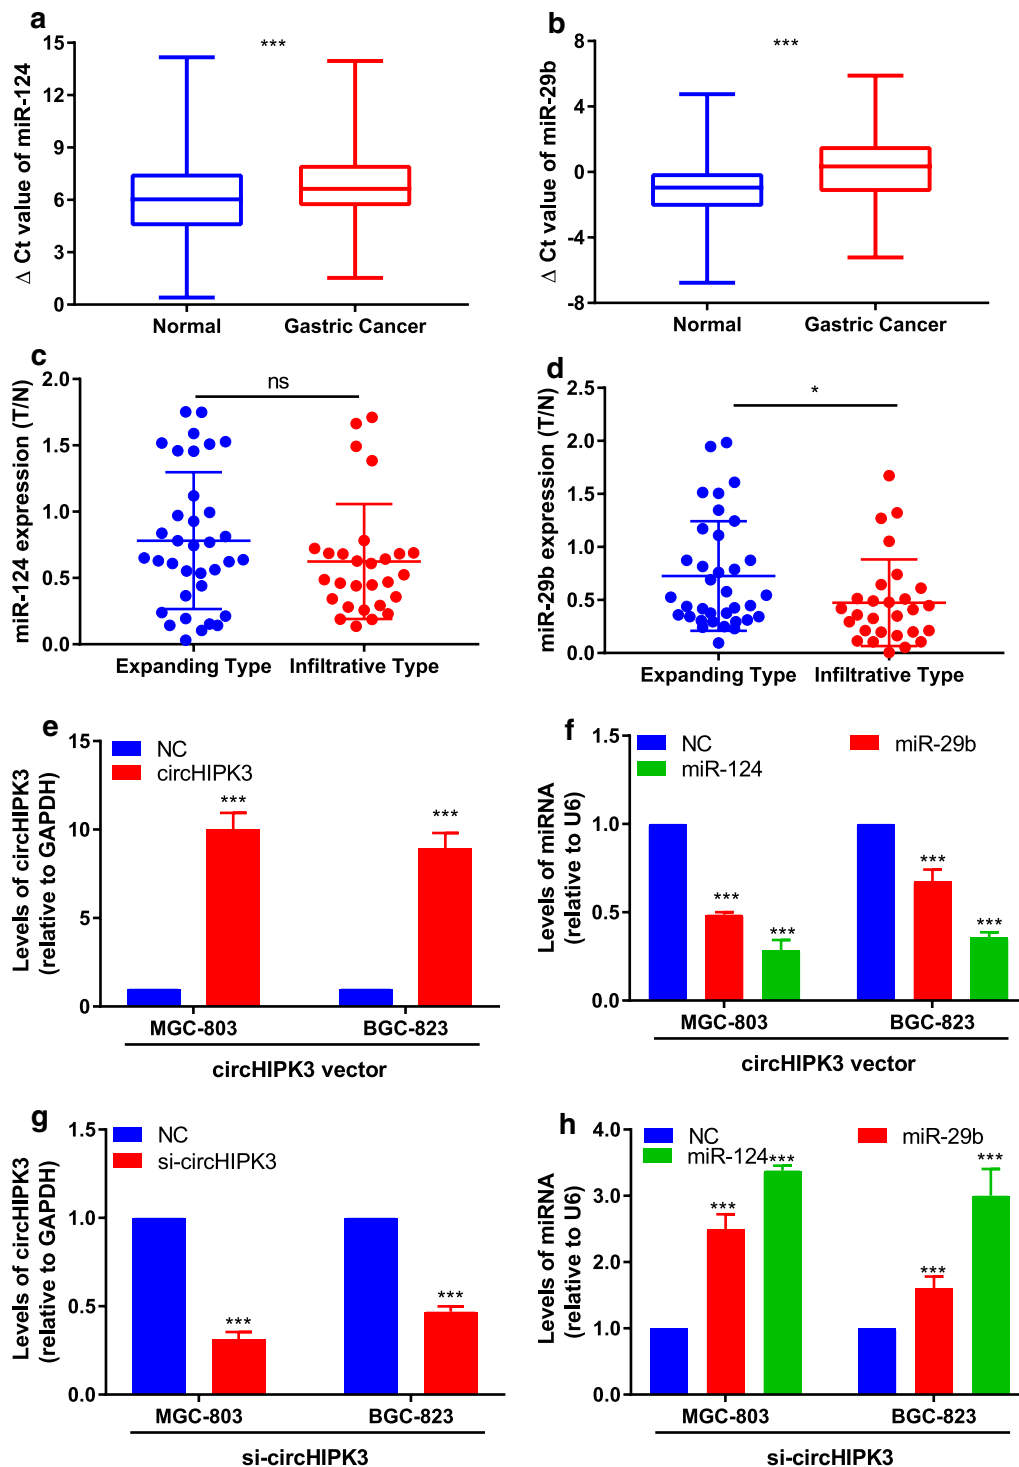 a
***
Δ Ct value of miR-124
15
12
9
6
3
0
Normal Gastric Cancer
b
***
Δ Ct value of miR-29b
8
4
0
-4
-8
Normal Gastric Cancer
c
ns
miR-124 expression (T/N)
2.0
1.5
1.0
0.5
0.0
Expanding Type Infiltrative Type
d
*
miR-29b expression (T/N)
2.5
2.0
1.5
1.0
0.5
0.0
Expanding Type Infiltrative Type
e
NC
circHIPK3
Levels of circHIPK3
(relative to GAPDH)
15
10
5
0
***
***
MGC-803 BGC-823
circHIPK3 vector
f
NC miR-29b
miR-124
Levels of miRNA
(relative to U6)
1.5
1.0
0.5
0.0
*** ***
*** ***
MGC-803 BGC-823
circHIPK3 vector
g
NC
si-circHIPK3
Levels of circHIPK3
(relative to GAPDH)
1.5
1.0
0.5
0.0
*** ***
MGC-803 BGC-823
si-circHIPK3
h
NC miR-29b
miR-124
Levels of miRNA
(relative to U6)
4.0
3.0
2.0
1.0
0.0
*** ***
*** ***
MGC-803 BGC-823
si-circHIPK3